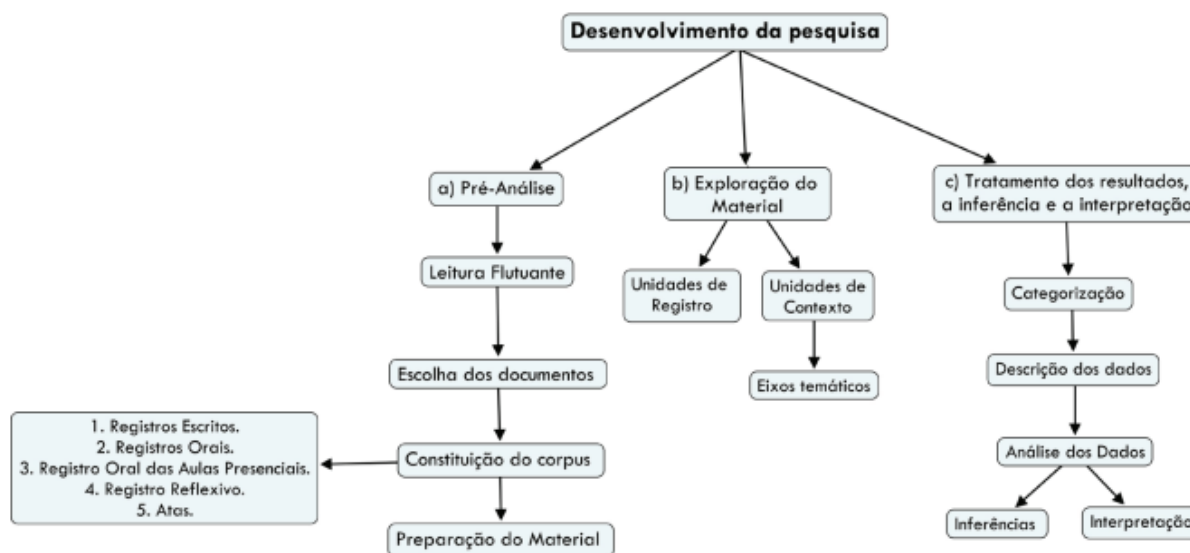 Desenvolvimento da pesquisa
a) Pré-Análise
Leitura Flutuante
Escolha dos documentos
Constituição do corpus
1. Registros Escritos.
2. Registros Orais.
3. Registro Oral das Aulas Presenciais.
4. Registro Reflexivo.
5. Atas.
Preparação do Material
b) Exploração do
Material
Unidades de
Registro
Unidades de
Contexto
Eixos temáticos
c) Tratamento dos resultados,
a inferência e a interpretação
Categorização
Descrição dos dados
Análise dos Dados
Inferências
Interpretação